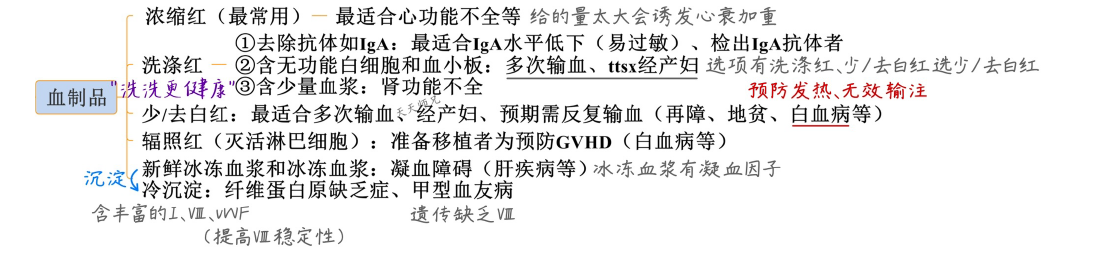 浓缩红（最常用）— 最适合心功能不全等 给的量太大会诱发心衰加重
①去除抗体如IgA：最适合IgA水平低下（易过敏）、检出IgA抗体者
洗涤红 — ②含无功能白细胞和血小板：多次输血、ttsx经产妇 选项有洗涤红、少/去白红选少/去白红
血制品 "洗洗更健康" ③含少量血浆：肾功能不全 预防发热、无效输注
少/去白红：最适合多次输血、经产妇、预期需反复输血（再障、地贫、白血病等）
辐照红（灭活淋巴细胞）：准备移植者为预防GVHD（白血病等）
新鲜冰冻血浆和冰冻血浆：凝血障碍（肝疾病等）冰冻血浆有凝血因子
沉淀 冷沉淀：纤维蛋白原缺乏症、甲型血友病
含丰富的I、Ⅷ、vWF 遗传缺乏Ⅷ
（提高Ⅷ稳定性）